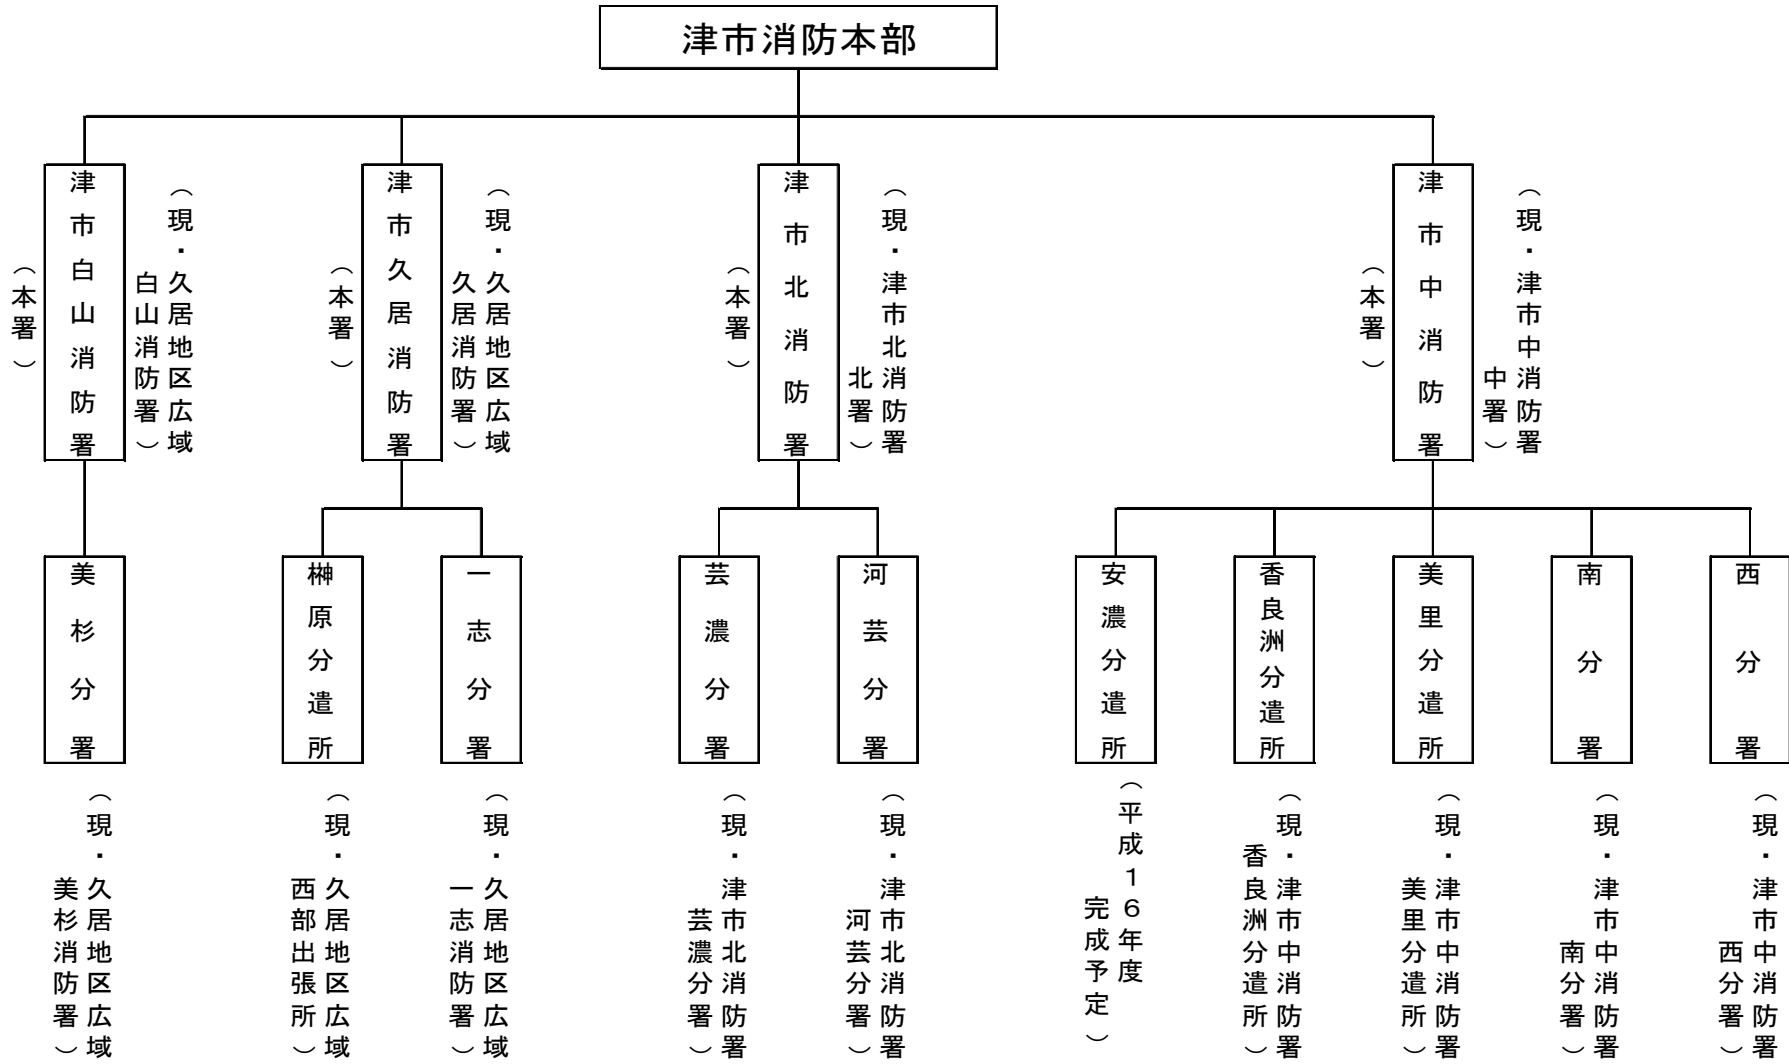 津市消防本部
津市中消防署
（現・津市中消防署
中署）
（本署）
津市北消防署
（現・津市北消防署
北署）
（本署）
津市久居消防署
（現・久居地区広域
久居消防署）
（本署）
津市白山消防署
（現・久居地区広域
白山消防署）
（本署）
西分署
（現・津市中消防署
西分署）
南分署
（現・津市中消防署
南分署）
美里分遣所
（現・津市中消防署
美里分遣所）
香良洲分遣所
（現・津市中消防署
香良洲分遣所）
安濃分遣所
（平成１６年度
完成予定）
河芸分署
（現・津市北消防署
河芸分署）
芸濃分署
（現・津市北消防署
芸濃分署）
一志分署
（現・久居地区広域
一志消防署）
榊原分遣所
（現・久居地区広域
西部出張所）
美杉分署
（現・久居地区広域
美杉消防署）